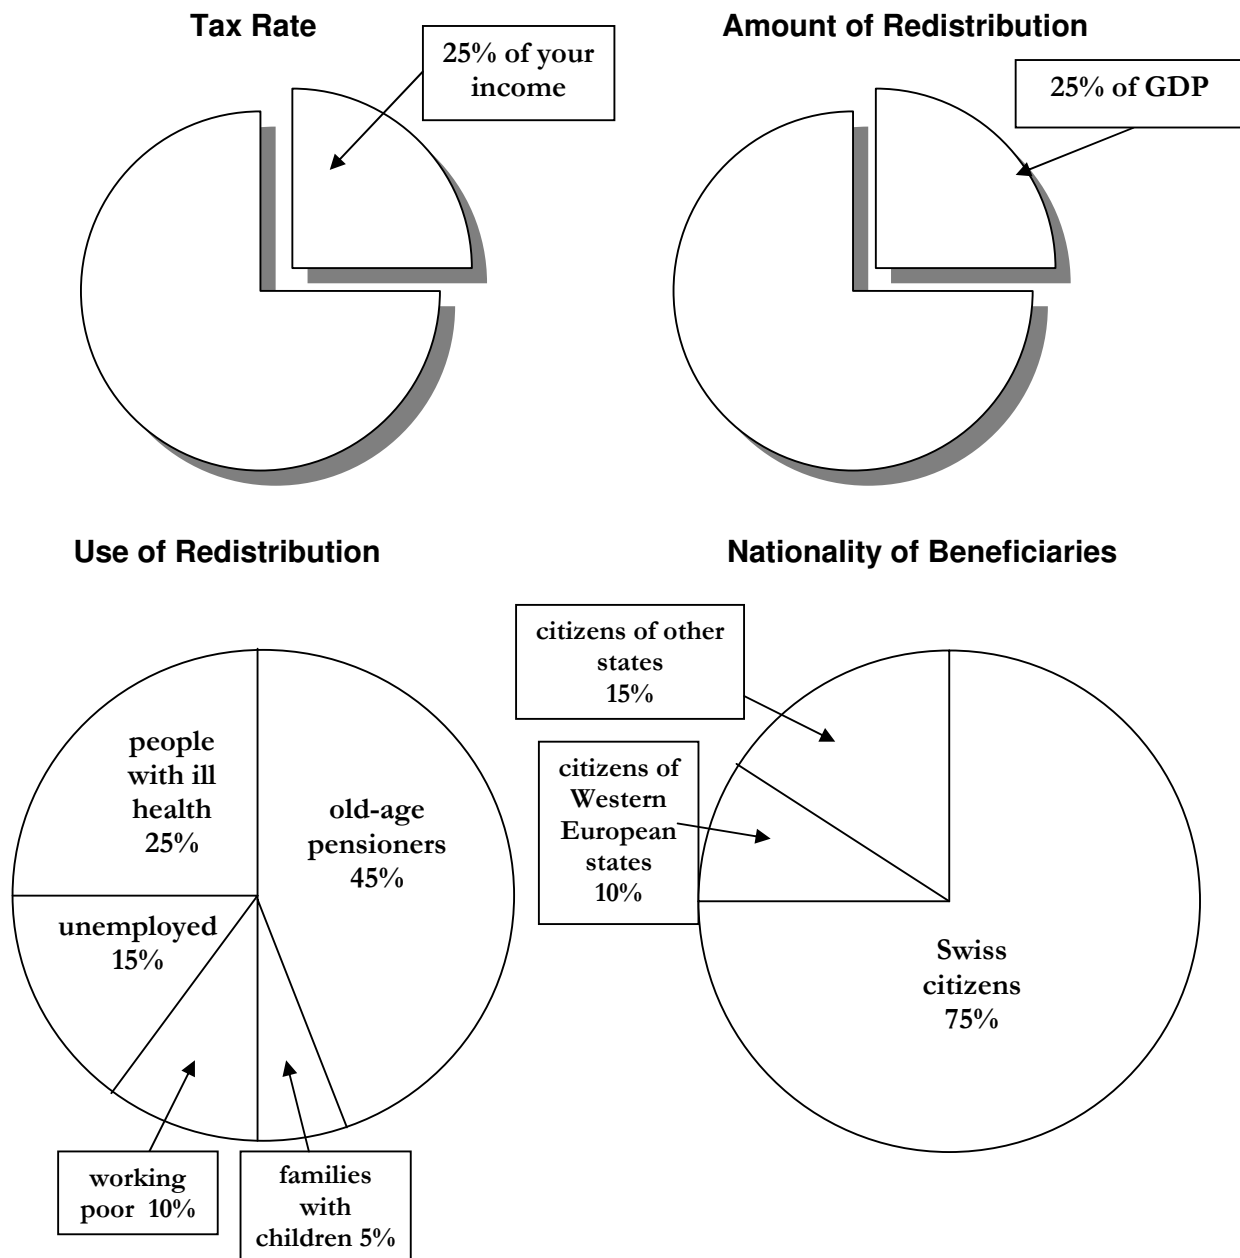 Tax Rate
25% of your
income
Amount of Redistribution
25% of GDP
Use of Redistribution
people
with ill
health
25%
old-age
pensioners
45%
unemployed
15%
working
poor 10%
families
with
children 5%
Nationality of Beneficiaries
citizens of other
states
15%
citizens of
Western
European
states
10%
Swiss
citizens
75%